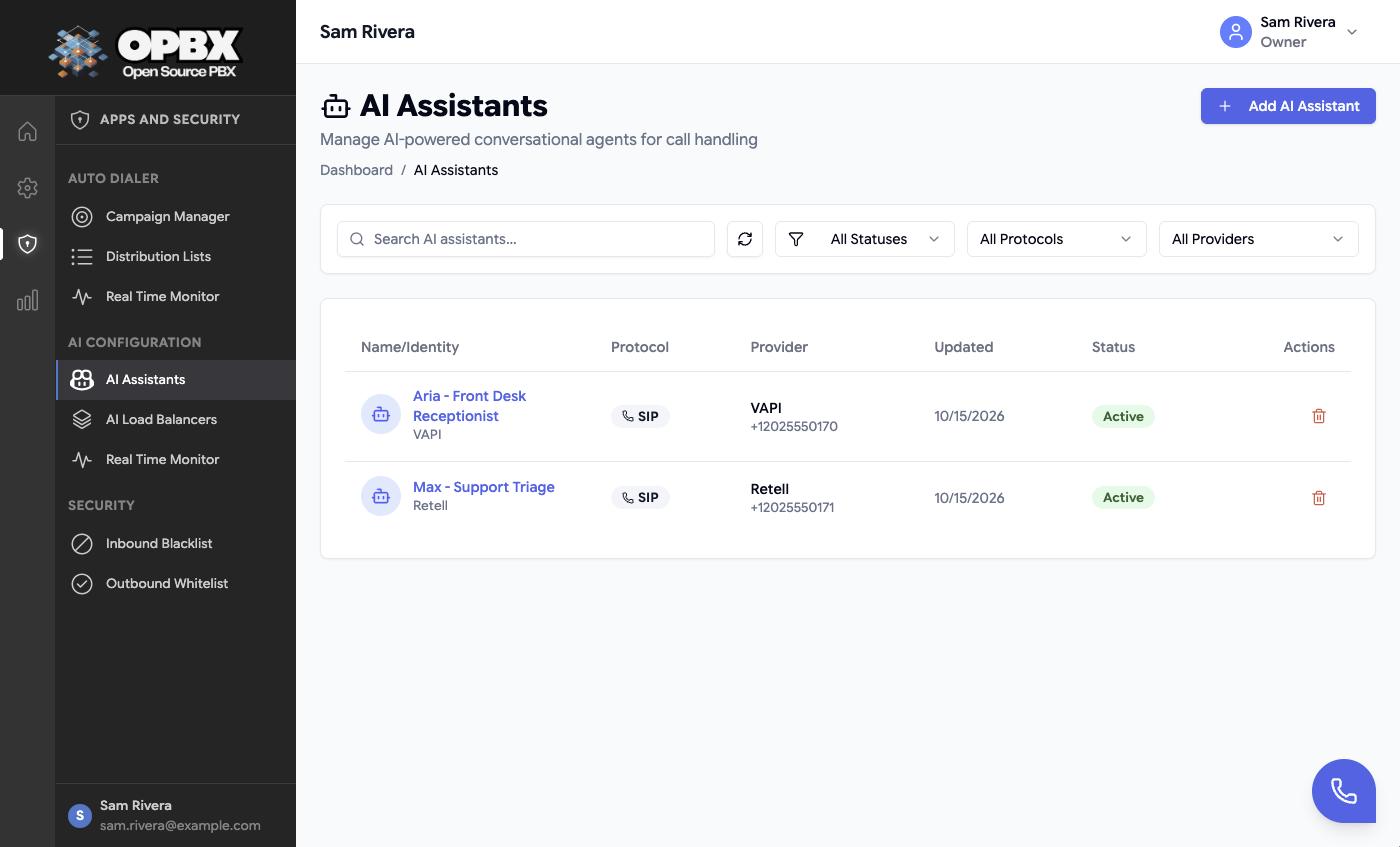 OPBX
Open Source PBX
APPS AND SECURITY
AUTO DIALER
Campaign Manager
Distribution Lists
Real Time Monitor
AI CONFIGURATION
AI Assistants
AI Load Balancers
Real Time Monitor
SECURITY
Inbound Blacklist
Outbound Whitelist
S
Sam Rivera
sam.rivera@example.com
Sam Rivera
Sam Rivera
Owner
AI Assistants
Add AI Assistant
Manage AI-powered conversational agents for call handling
Dashboard / AI Assistants
Search AI assistants...
All Statuses
All Protocols
All Providers
Name/Identity Protocol Provider Updated Status Actions
Aria - Front Desk
Receptionist
VAPI
SIP
VAPI
+12025550170
10/15/2026
Active
Max - Support Triage
Retell
SIP
Retell
+12025550171
10/15/2026
Active